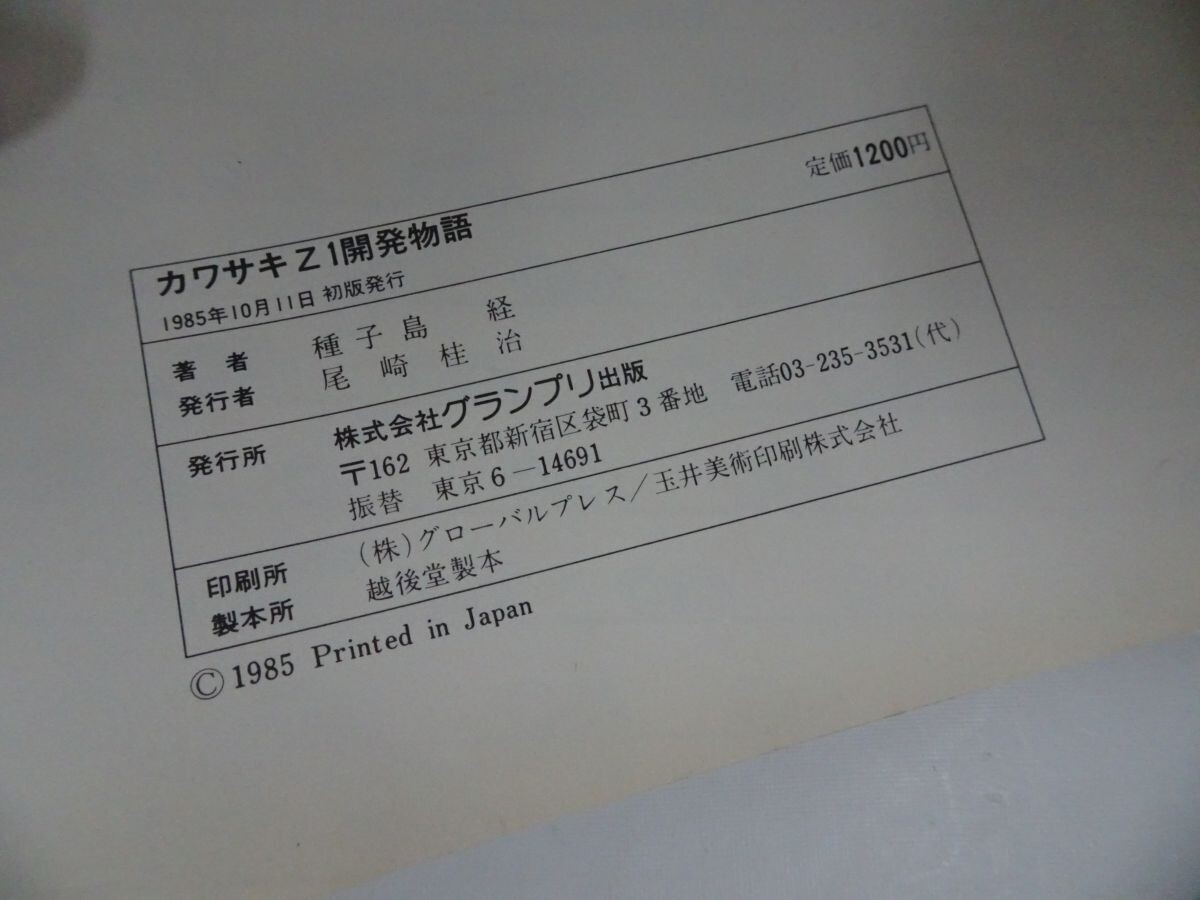 定価1200円
カワサキZ1開発物語
1985年10月11日 初版発行
著者 種子島 経
発行者 尾崎桂治
発行所 株式会社グランプリ出版
〒162 東京都新宿区袋町3番地 電話03-235-3531(代)
振替 東京6-14691
印刷所 (株)グローバルプレス/玉井美術印刷株式会社
製本所 越後堂製本
©1985 Printed in Japan